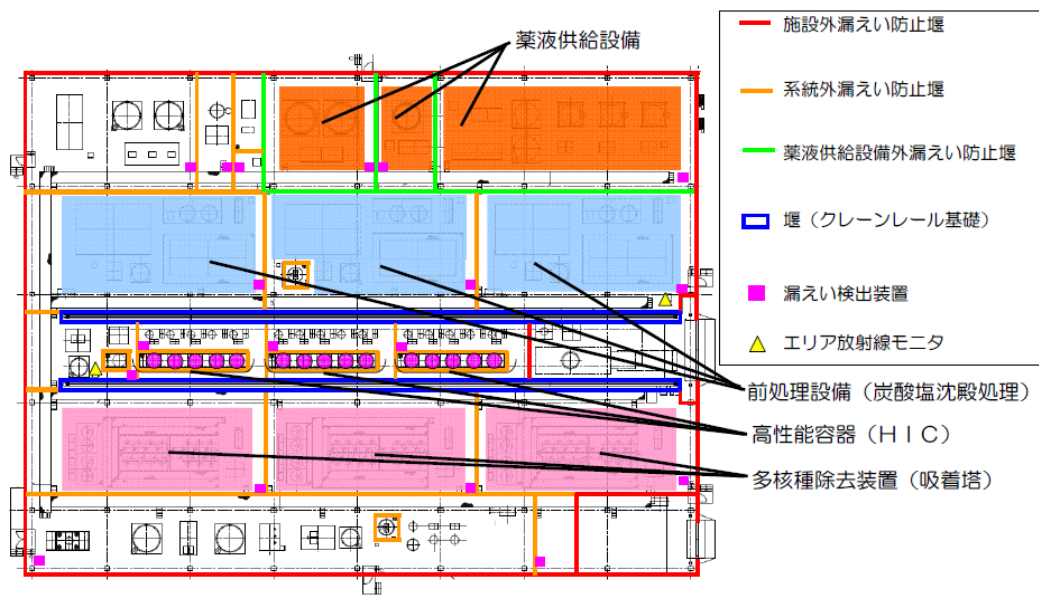 薬液供給設備
施設外漏えい防止堰
系統外漏えい防止堰
薬液供給設備外漏えい防止堰
堰（クレーンレール基礎）
漏えい検出装置
エリア放射線モニタ
前処理設備（炭酸塩沈殿処理）
高性能容器（ＨＩＣ）
多核種除去装置（吸着塔）